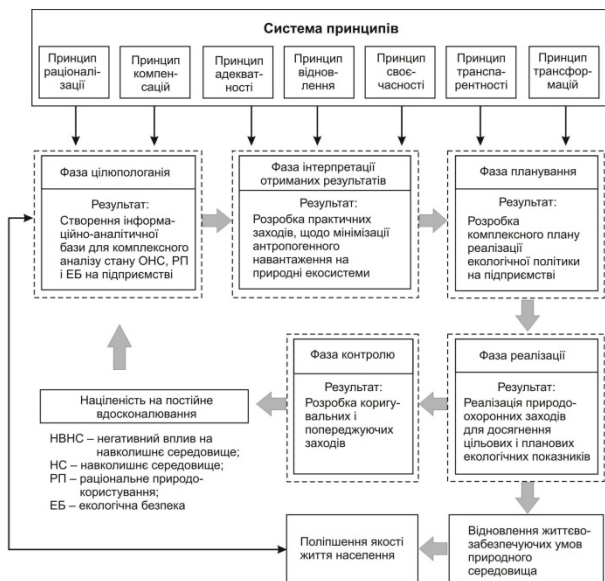 Система принципів
Принцип
раціоналі-
зації
Принцип
компен-
сацій
Принцип
адекват-
ності
Принцип
віднов-
лення
Принцип
своє-
часності
Принцип
транспа-
рентності
Принцип
трансфор-
мацій
Фаза цілюпологанія
Результат:
Створення інформа-
ційно-аналітичної
бази для комплексного
аналізу стану ОНС, РП
і ЕБ на підприємстві
Фаза інтерпретації
отриманих результатів
Результат:
Розробка практичних
заходів, щодо мінімізації
антропогенного
навантаження на
природні екосистеми
Фаза планування
Результат:
Розробка
комплексного плану
реалізації
екологічної політики
на підприємстві
Фаза контролю
Результат:
Розробка коригу-
вальних і
попереджуючих
заходів
Фаза реалізації
Результат:
Реалізація природо-
охоронних заходів
для досягнення
цільових і планових
екологічних показників
Націленість на постійне
вдосконалювання
НВНС – негативний вплив на
навколишнє середовище;
НС – навколишнє середовище;
РП – раціональне природо-
користування;
ЕБ – екологічна безпека
Поліпшення якості
життя населення
Відновлення життєво-
забезпечуючих умов
природного
середовища